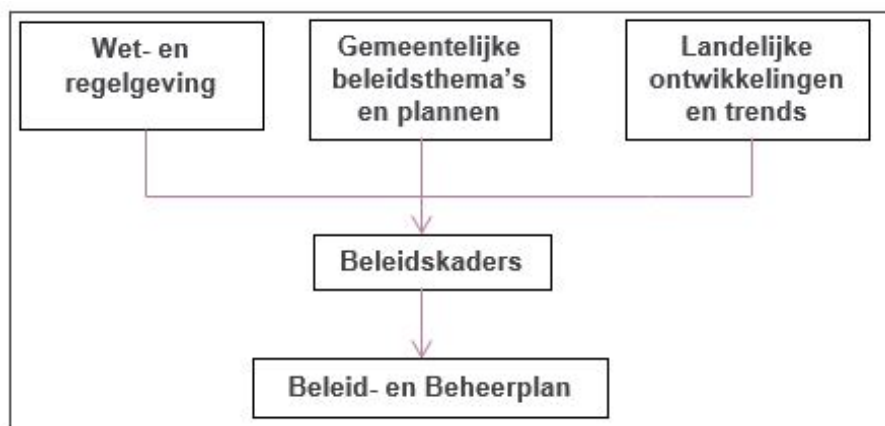 Wet- en
regelgeving
Gemeentelijke
beleidsthema's
en plannen
Landelijke
ontwikkelingen
en trends
Beleidskaders
Beleid- en Beheerplan